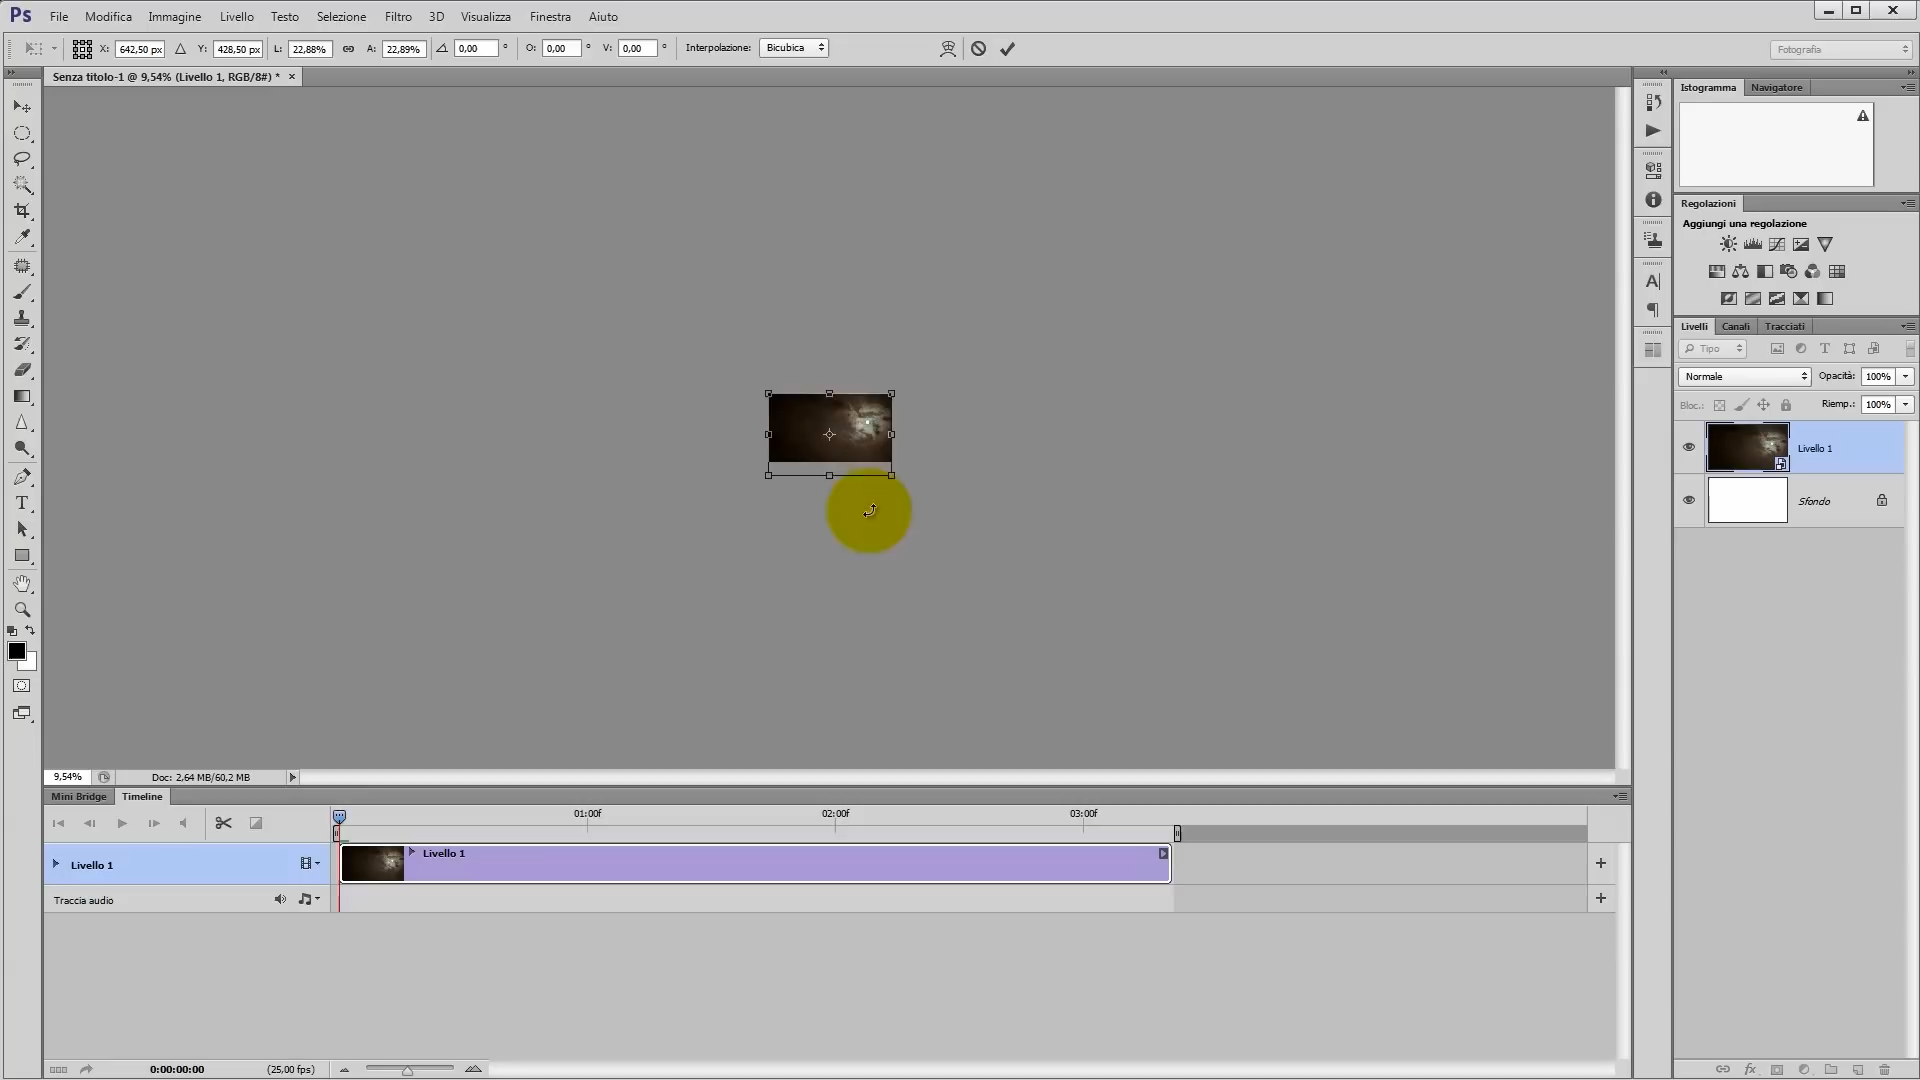 Ps File Modifica Immagine Livello Testo Selezione Filtro 3D Visualizza Finestra Aiuto
X: 642,50 px Y: 428,50 px L: 22,88% A: 22,89% 0,00 ° O: 0,00 ° V: 0,00 ° Interpolazione: Bicubica Fotografia
Senza titolo-1 @ 9,54% (Livello 1, RGB/8#) * ×
Istogramma Navigatore
Regolazioni
Aggiungi una regolazione
Livelli Canali Tracciati
Tipo
Normale Opacità: 100%
Bloc.: Riemp.: 100%
Livello 1
Sfondo
9,54% Doc: 2,64 MB/60,2 MB
Mini Bridge Timeline
01:00f 02:00f 03:00f
Livello 1 Livello 1
Traccia audio
0:00:00:00 (25,00 fps)